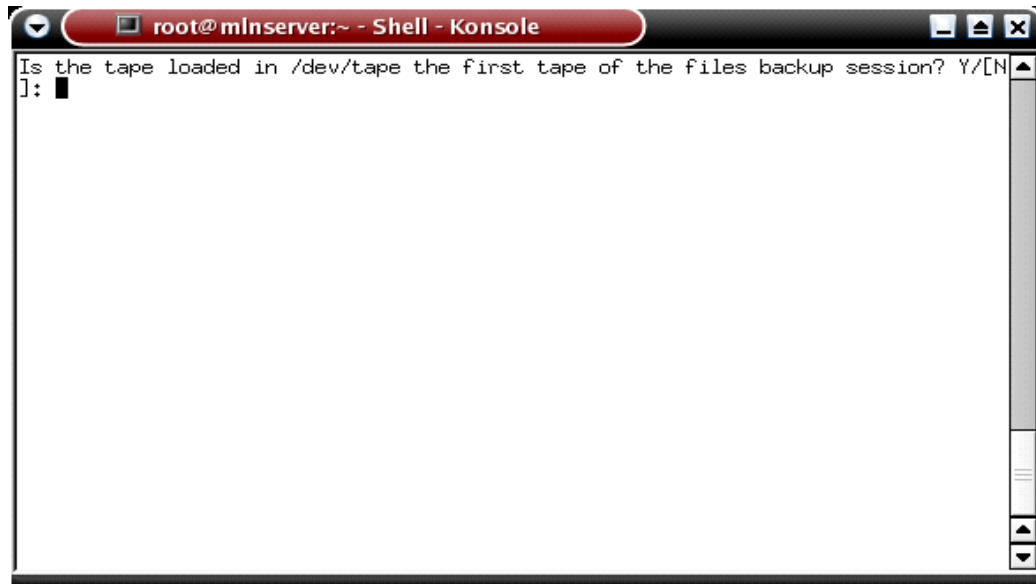 root@mlnserver:~ - Shell - Konsole
Is the tape loaded in /dev/tape the first tape of the files backup session? Y/[N
]: